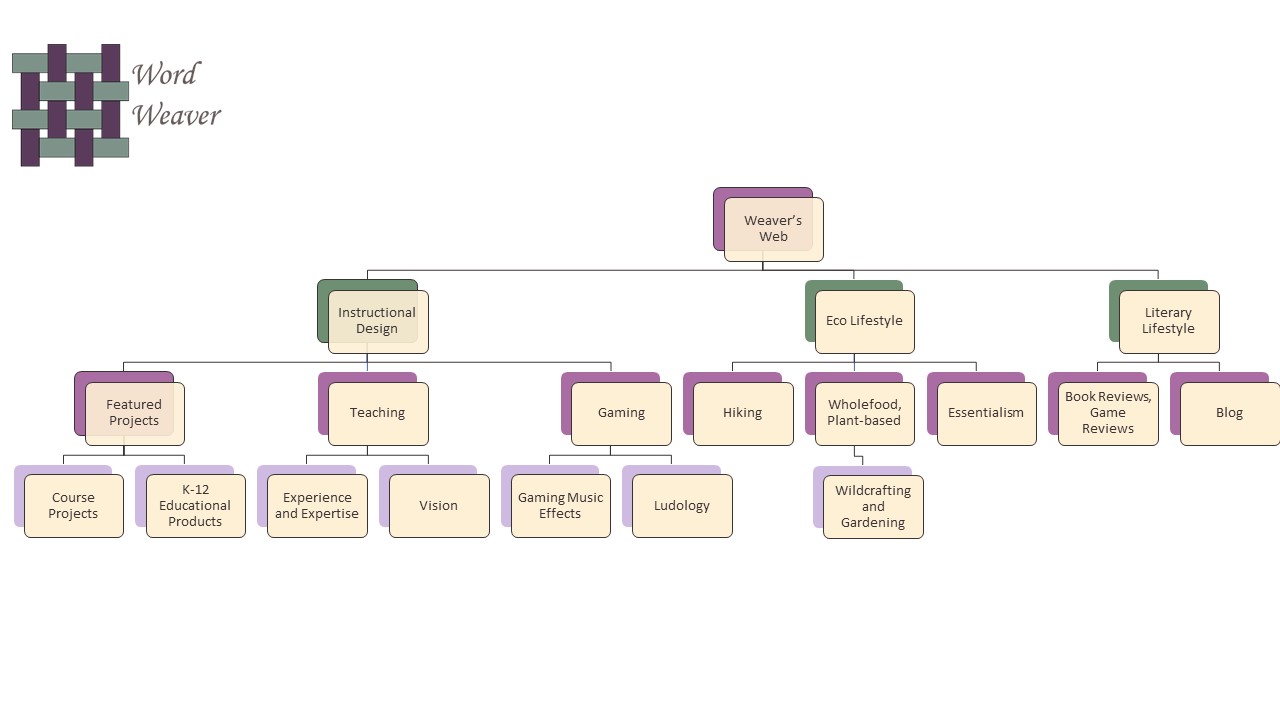 Word
Weaver
Weaver’s
Web
Instructional
Design
Eco Lifestyle
Literary
Lifestyle
Featured
Projects
Teaching
Gaming
Hiking
Wholefood,
Plant-based
Essentialism
Book Reviews,
Game
Reviews
Blog
Course
Projects
K-12
Educational
Products
Experience
and Expertise
Vision
Gaming Music
Effects
Ludology
Wildcrafting
and
Gardening